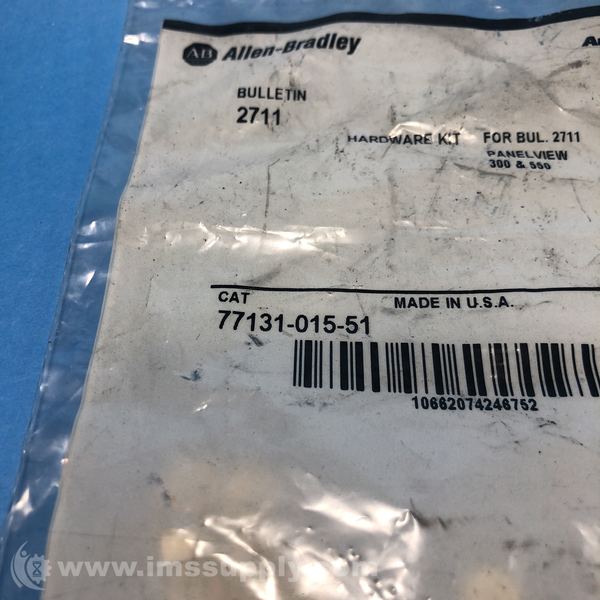 AB Allen-Bradley
BULLETIN
2711
HARDWARE KIT FOR BUL. 2711
PANELVIEW
300 & 550
CAT
MADE IN U.S.A.
77131-015-51
10662074246752
www.imssupply.com